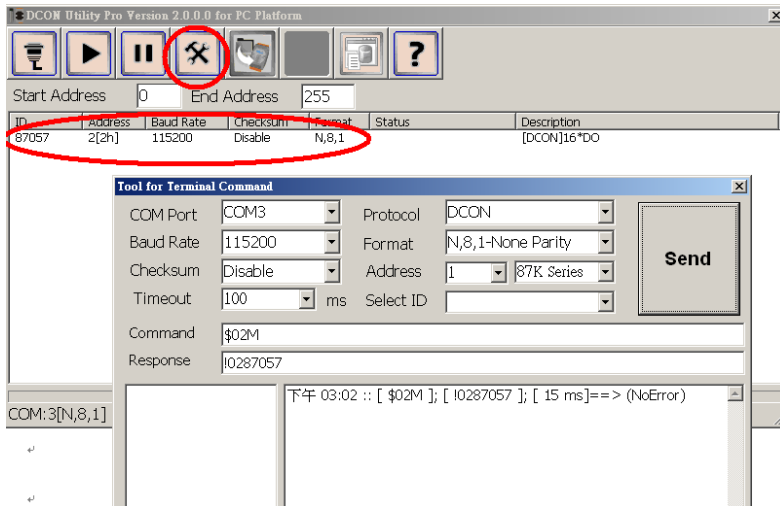 DCON Utility Pro Version 2.0.0.0 for PC Platform
Start Address 0 End Address 255
ID Address Baud Rate Checksum Format Status Description
87057 2[2h] 115200 Disable N,8,1 [DCON]16*DO
Tool for Terminal Command
COM Port COM3 Protocol DCON
Baud Rate 115200 Format N,8,1-None Parity
Checksum Disable Address 1 87K Series
Timeout 100 ms Select ID
Send
Command $02M
Response !0287057
下午 03:02 :: [ $02M ]; [ !0287057 ]; [ 15 ms]==> (NoError)
COM:3[N,8,1]